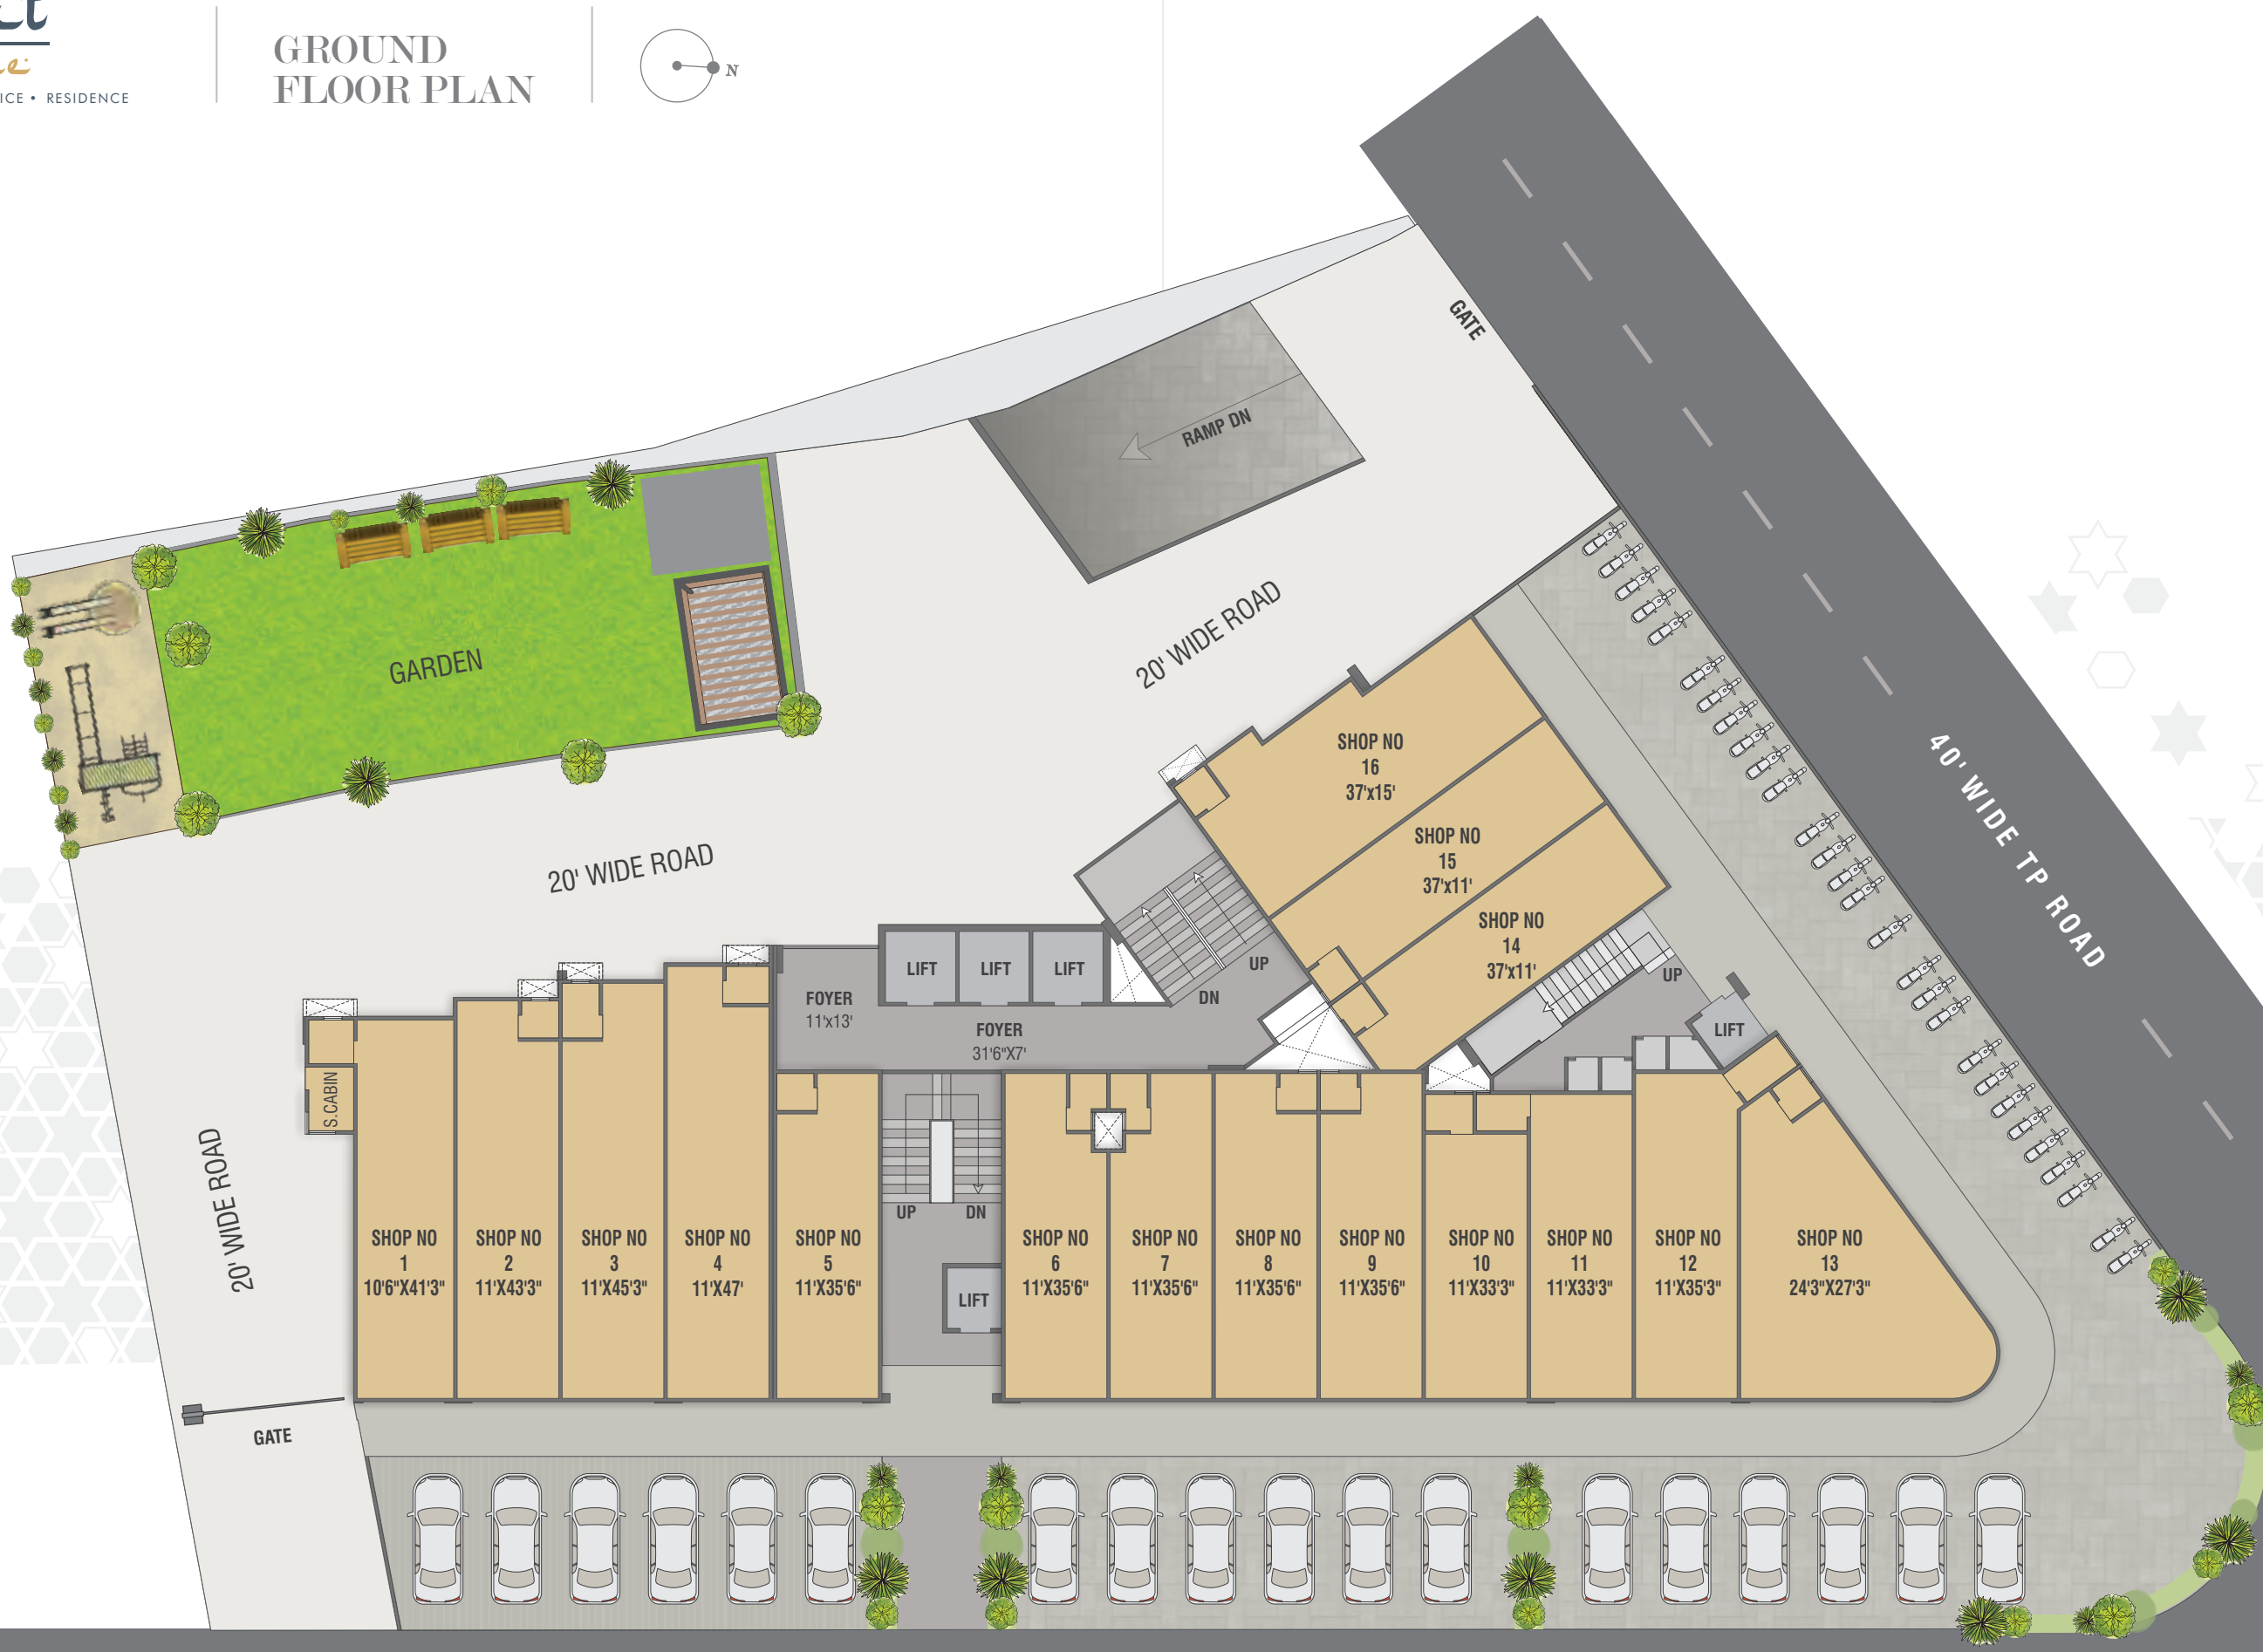 ICE • RESIDENCE
GROUND
FLOOR PLAN
N
GATE
RAMP DN
20' WIDE ROAD
GARDEN
40' WIDE TP ROAD
SHOP NO
16
37'x15'
SHOP NO
15
37'x11'
SHOP NO
14
37'x11'
20' WIDE ROAD
LIFT
LIFT
LIFT
UP
DN
UP
FOYER
11'x13'
FOYER
31'6"X7'
LIFT
S.CABIN
20' WIDE ROAD
UP
DN
LIFT
SHOP NO
1
10'6"X41'3"
SHOP NO
2
11'X43'3"
SHOP NO
3
11'X45'3"
SHOP NO
4
11'X47'
SHOP NO
5
11'X35'6"
SHOP NO
6
11'X35'6"
SHOP NO
7
11'X35'6"
SHOP NO
8
11'X35'6"
SHOP NO
9
11'X35'6"
SHOP NO
10
11'X33'3"
SHOP NO
11
11'X33'3"
SHOP NO
12
11'X35'3"
SHOP NO
13
24'3"X27'3"
GATE